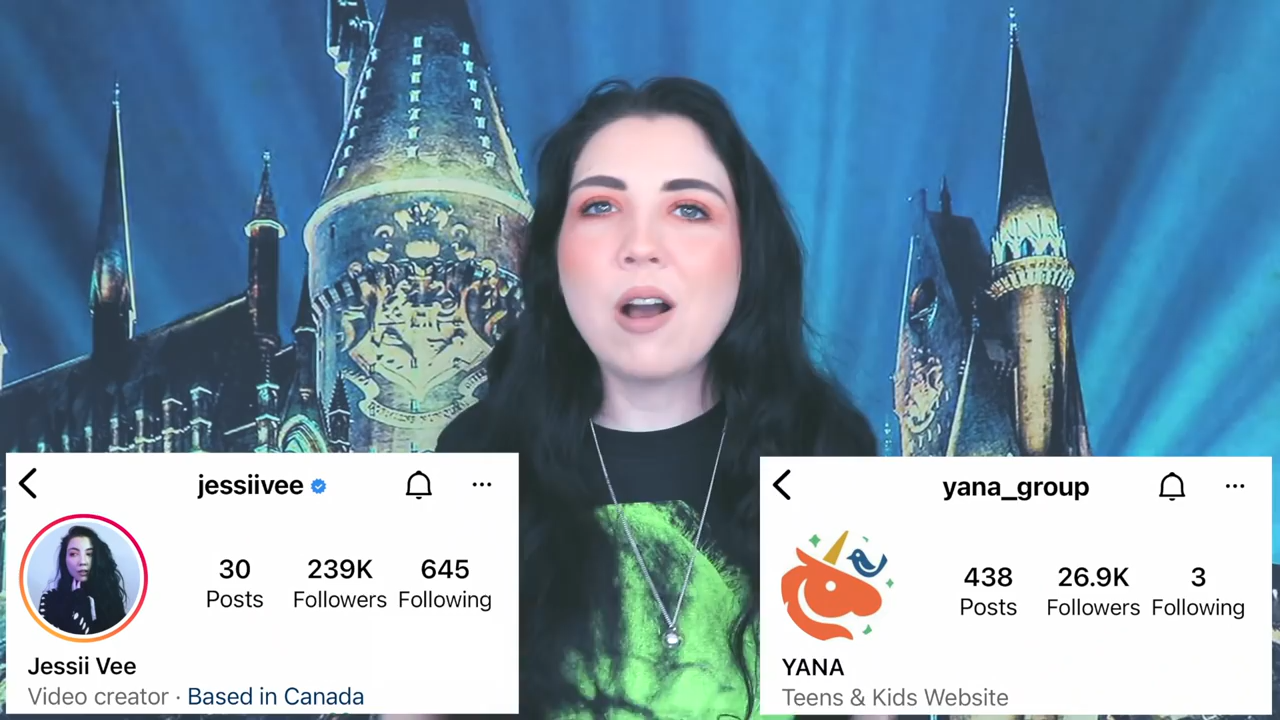 jessiivee
30
239K
645
Posts
Followers
Following
Jessii Vee
Video creator · Based in Canada
yana_group
438
26.9K
3
Posts
Followers
Following
YANA
Teens & Kids Website